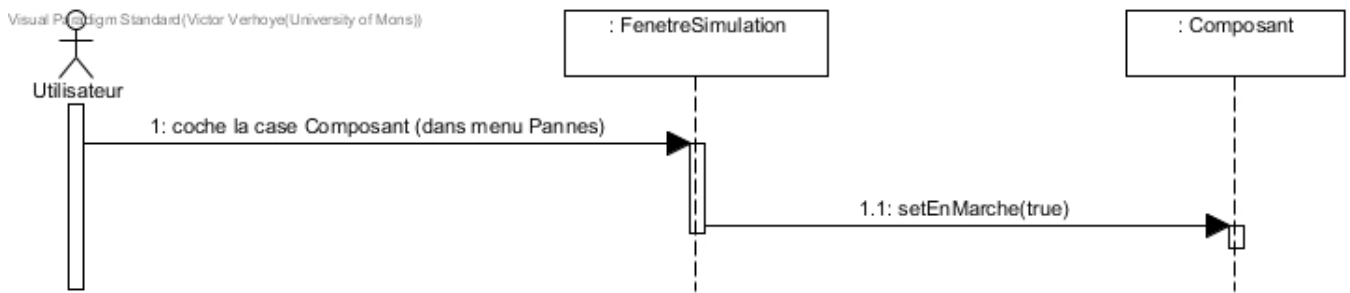 Visual Paradigm Standard(Victor Verhoye(University of Mons))
: FenetreSimulation
: Composant
Utilisateur
1: coche la case Composant (dans menu Pannes)
1.1: setEnMarche(true)